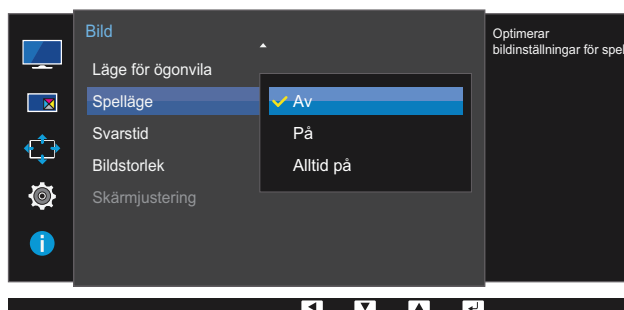 Bild
Läge för ögonvila
Spelläge
Svarstid
Bildstorlek
Skärmjustering
Av
På
Alltid på
Optimerar
bildinställningar för spel